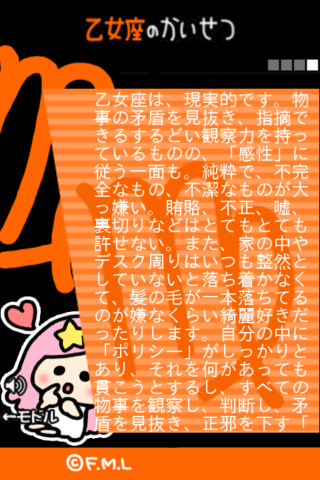 乙女座のかいせつ
乙女座は、現実的です。物
事の矛盾を見抜き、指摘で
きるするどい観察力を持っ
ているものの、「感性」に
従う一面も。純粋で、不完
全なもの、不潔なものが大
っ嫌い。賄賂、不正、嘘、
裏切りなどはとてもとても
許せない。また、家の中や
デスク周りはいつも整然と
していないと落ち着かなく
て、髪の毛が一本落ちてる
のが嫌なくらい綺麗好きだ
ったりします。自分の中に
「ポリシー」がしっかりと
あり、それを何があっても
貫こうとするし、すべての
物事を観察し、判断し、矛
盾を見抜き、正邪を下す「
←モドル
©F.M.L